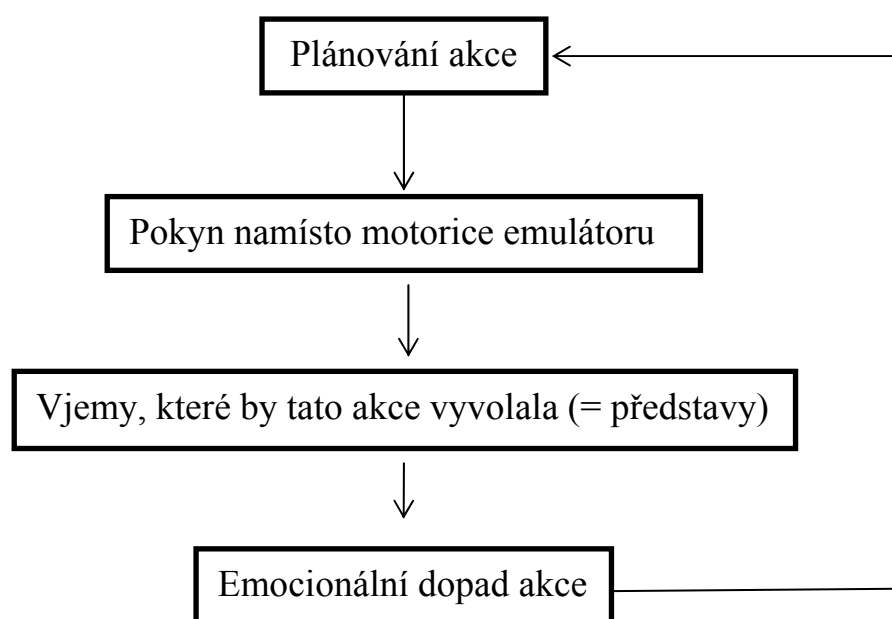 Plánování akce
Pokyn namísto motorice emulátoru
Vjemy, které by tato akce vyvolala (= představy)
Emocionální dopad akce